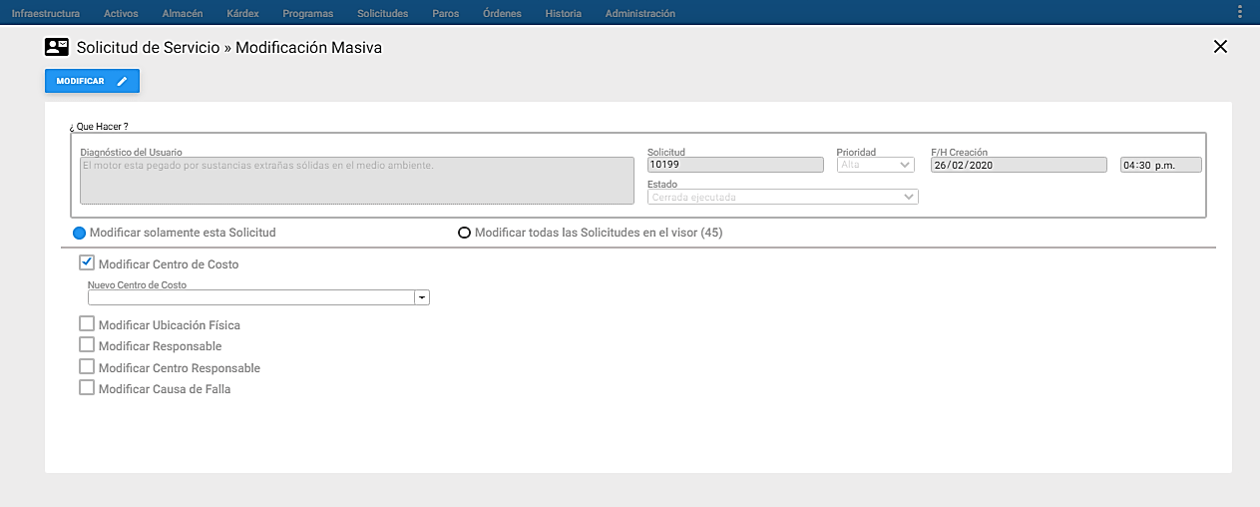 Infraestructura Activos Almacén Kárdex Programas Solicitudes Paros Órdenes Historia Administración
Solicitud de Servicio » Modificación Masiva
MODIFICAR
¿ Que Hacer ?
Diagnóstico del Usuario Solicitud Prioridad F/H Creación
El motor esta pegado por sustancias extrañas sólidas en el medio ambiente. 10199 Alta 26/02/2020 04:30 p.m.
Estado
Cerrada ejecutada
Modificar solamente esta Solicitud Modificar todas las Solicitudes en el visor (45)
Modificar Centro de Costo
Nuevo Centro de Costo
Modificar Ubicación Física
Modificar Responsable
Modificar Centro Responsable
Modificar Causa de Falla